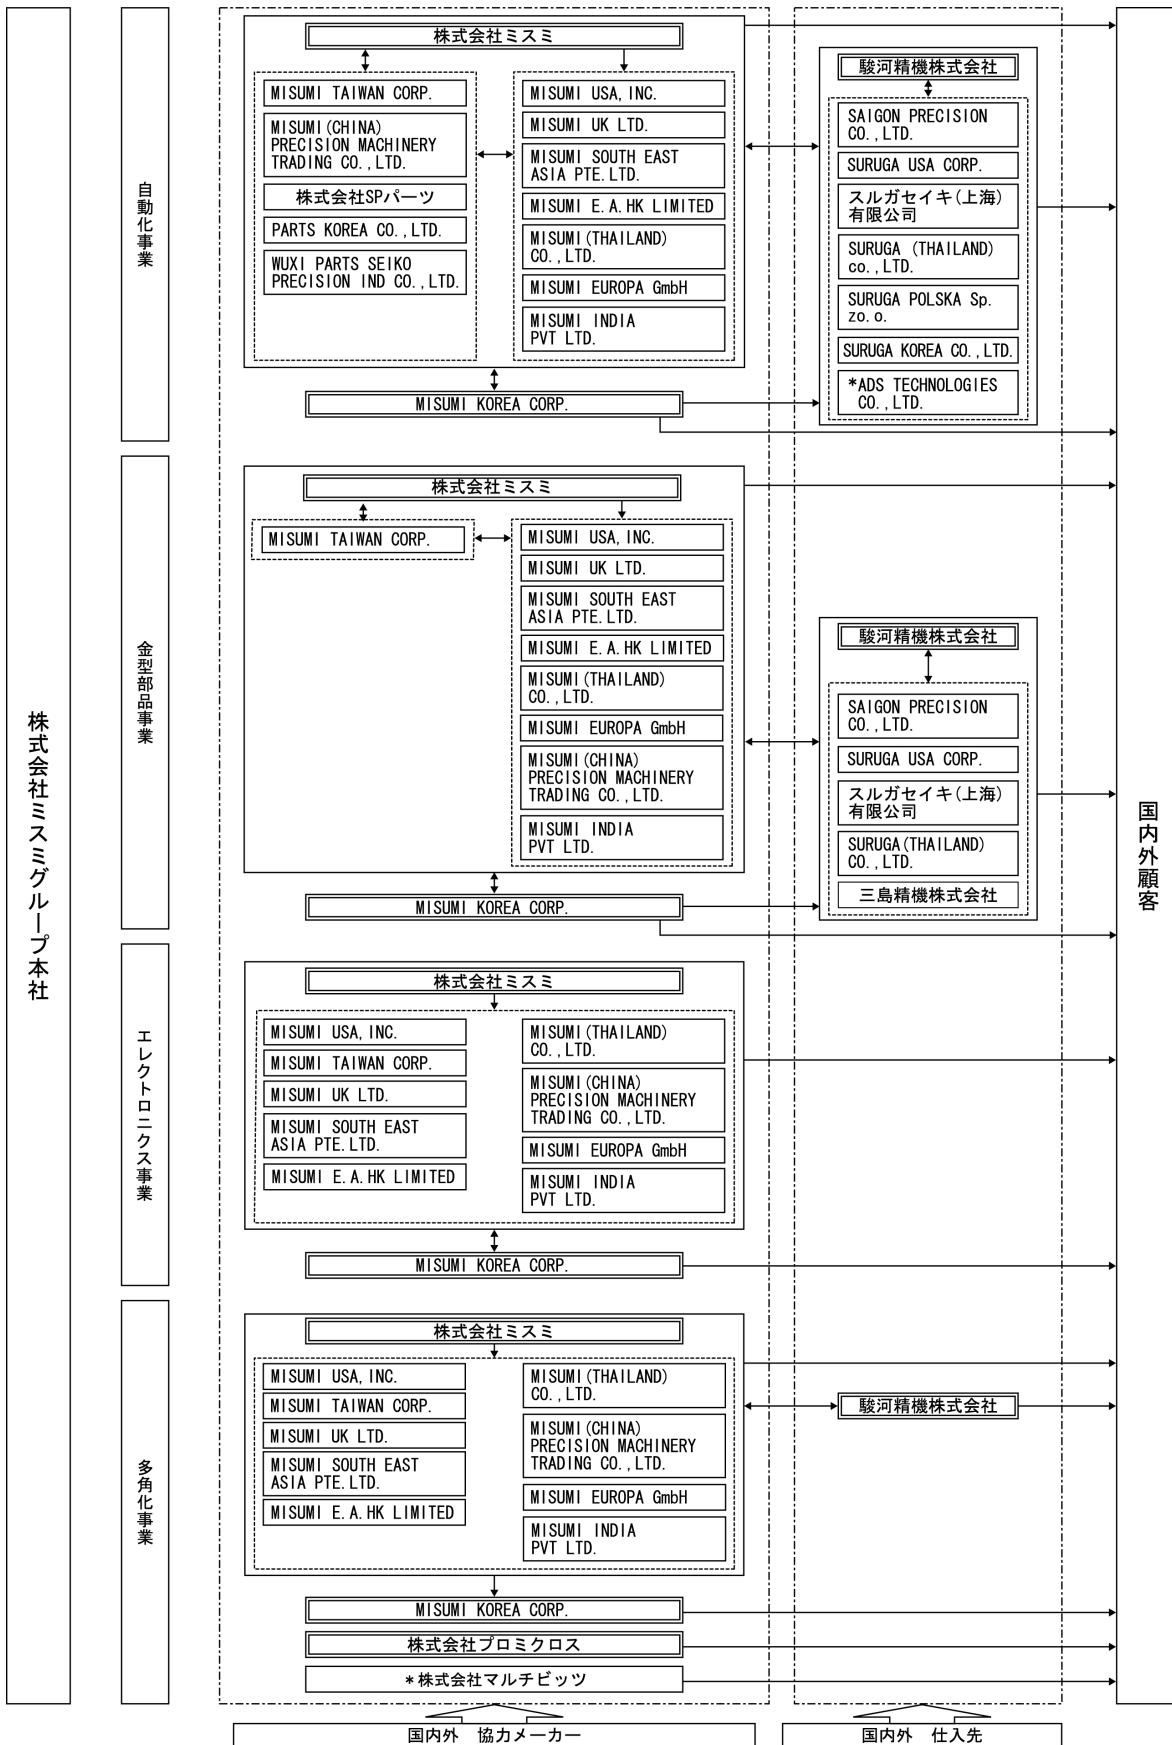 株式会社ミスミグループ本社
自動化事業
株式会社ミスミ
MISUMI TAIWAN CORP.
MISUMI(CHINA)
PRECISION MACHINERY
TRADING CO.,LTD.
株式会社SPパーツ
PARTS KOREA CO.,LTD.
WUXI PARTS SEIKO
PRECISION IND CO.,LTD.
MISUMI USA,INC.
MISUMI UK LTD.
MISUMI SOUTH EAST
ASIA PTE.LTD.
MISUMI E.A.HK LIMITED
MISUMI(THAILAND)
CO.,LTD.
MISUMI EUROPA GmbH
MISUMI INDIA
PVT LTD.
MISUMI KOREA CORP.
駿河精機株式会社
SAIGON PRECISION
CO.,LTD.
SURUGA USA CORP.
スルガセイキ(上海)
有限公司
SURUGA (THAILAND)
co.,LTD.
SURUGA POLSKA Sp.
zo.o.
SURUGA KOREA CO.,LTD.
*ADS TECHNOLOGIES
CO.,LTD.
金型部品事業
株式会社ミスミ
MISUMI TAIWAN CORP.
MISUMI USA,INC.
MISUMI UK LTD.
MISUMI SOUTH EAST
ASIA PTE.LTD.
MISUMI E.A.HK LIMITED
MISUMI(THAILAND)
CO.,LTD.
MISUMI EUROPA GmbH
MISUMI(CHINA)
PRECISION MACHINERY
TRADING CO.,LTD.
MISUMI INDIA
PVT LTD.
MISUMI KOREA CORP.
駿河精機株式会社
SAIGON PRECISION
CO.,LTD.
SURUGA USA CORP.
スルガセイキ(上海)
有限公司
SURUGA(THAILAND)
CO.,LTD.
三島精機株式会社
エレクトロニクス事業
株式会社ミスミ
MISUMI USA,INC.
MISUMI TAIWAN CORP.
MISUMI UK LTD.
MISUMI SOUTH EAST
ASIA PTE.LTD.
MISUMI E.A.HK LIMITED
MISUMI(THAILAND)
CO.,LTD.
MISUMI(CHINA)
PRECISION MACHINERY
TRADING CO.,LTD.
MISUMI EUROPA GmbH
MISUMI INDIA
PVT LTD.
MISUMI KOREA CORP.
多角化事業
株式会社ミスミ
MISUMI USA,INC.
MISUMI TAIWAN CORP.
MISUMI UK LTD.
MISUMI SOUTH EAST
ASIA PTE.LTD.
MISUMI E.A.HK LIMITED
MISUMI(THAILAND)
CO.,LTD.
MISUMI(CHINA)
PRECISION MACHINERY
TRADING CO.,LTD.
MISUMI EUROPA GmbH
MISUMI INDIA
PVT LTD.
駿河精機株式会社
MISUMI KOREA CORP.
株式会社プロミクロス
*株式会社マルチビッツ
国内外顧客
国内外 協力メーカー
国内外 仕入先